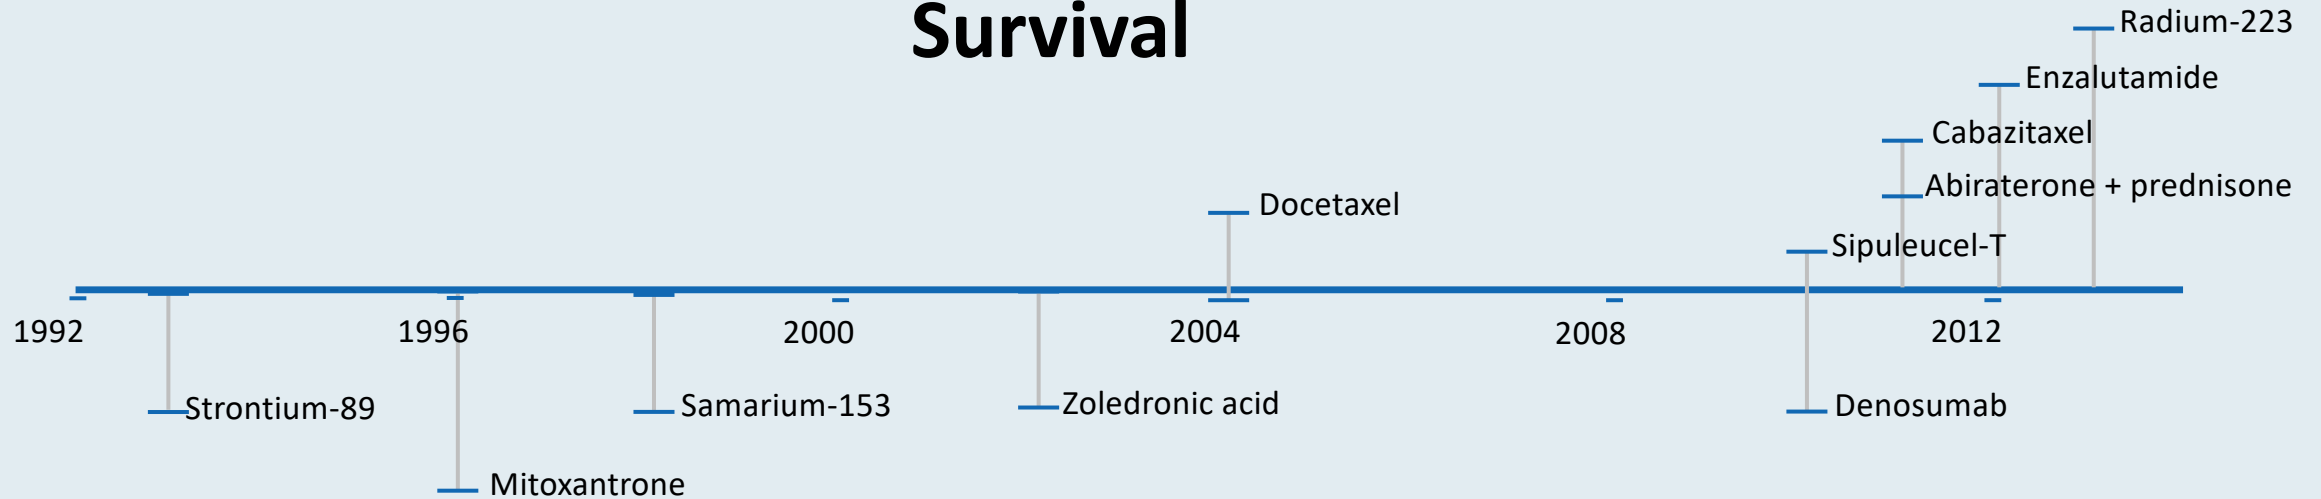 Survival
Radium-223
Enzalutamide
Cabazitaxel
Abiraterone + prednisone
Docetaxel
Sipuleucel-T
1992 1996 2000 2004 2008 2012
Strontium-89 Samarium-153 Zoledronic acid Denosumab
Mitoxantrone